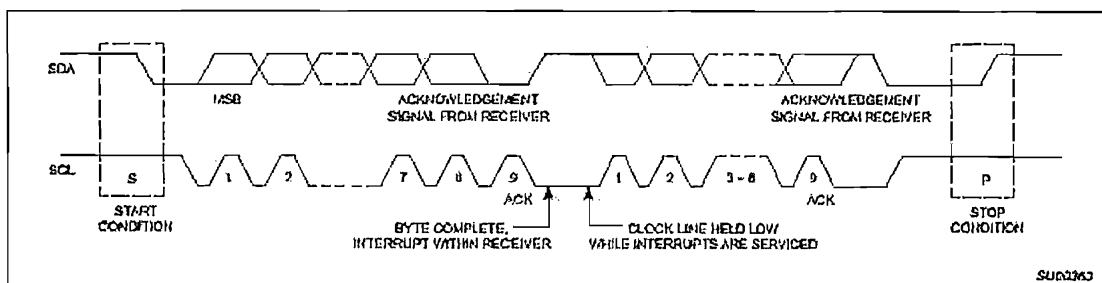 SDA
MSB
ACKNOWLEDGEMENT
SIGNAL FROM RECEIVER
ACKNOWLEDGEMENT
SIGNAL FROM RECEIVER
SCL
S
1
2
7
8
9
1
2
3 - 8
9
P
ACK
ACK
START
CONDITION
BYTE COMPLETE,
INTERRUPT WITHIN RECEIVER
CLOCK LINE HELD LOW
WHILE INTERRUPTS ARE SERVICED
STOP
CONDITION